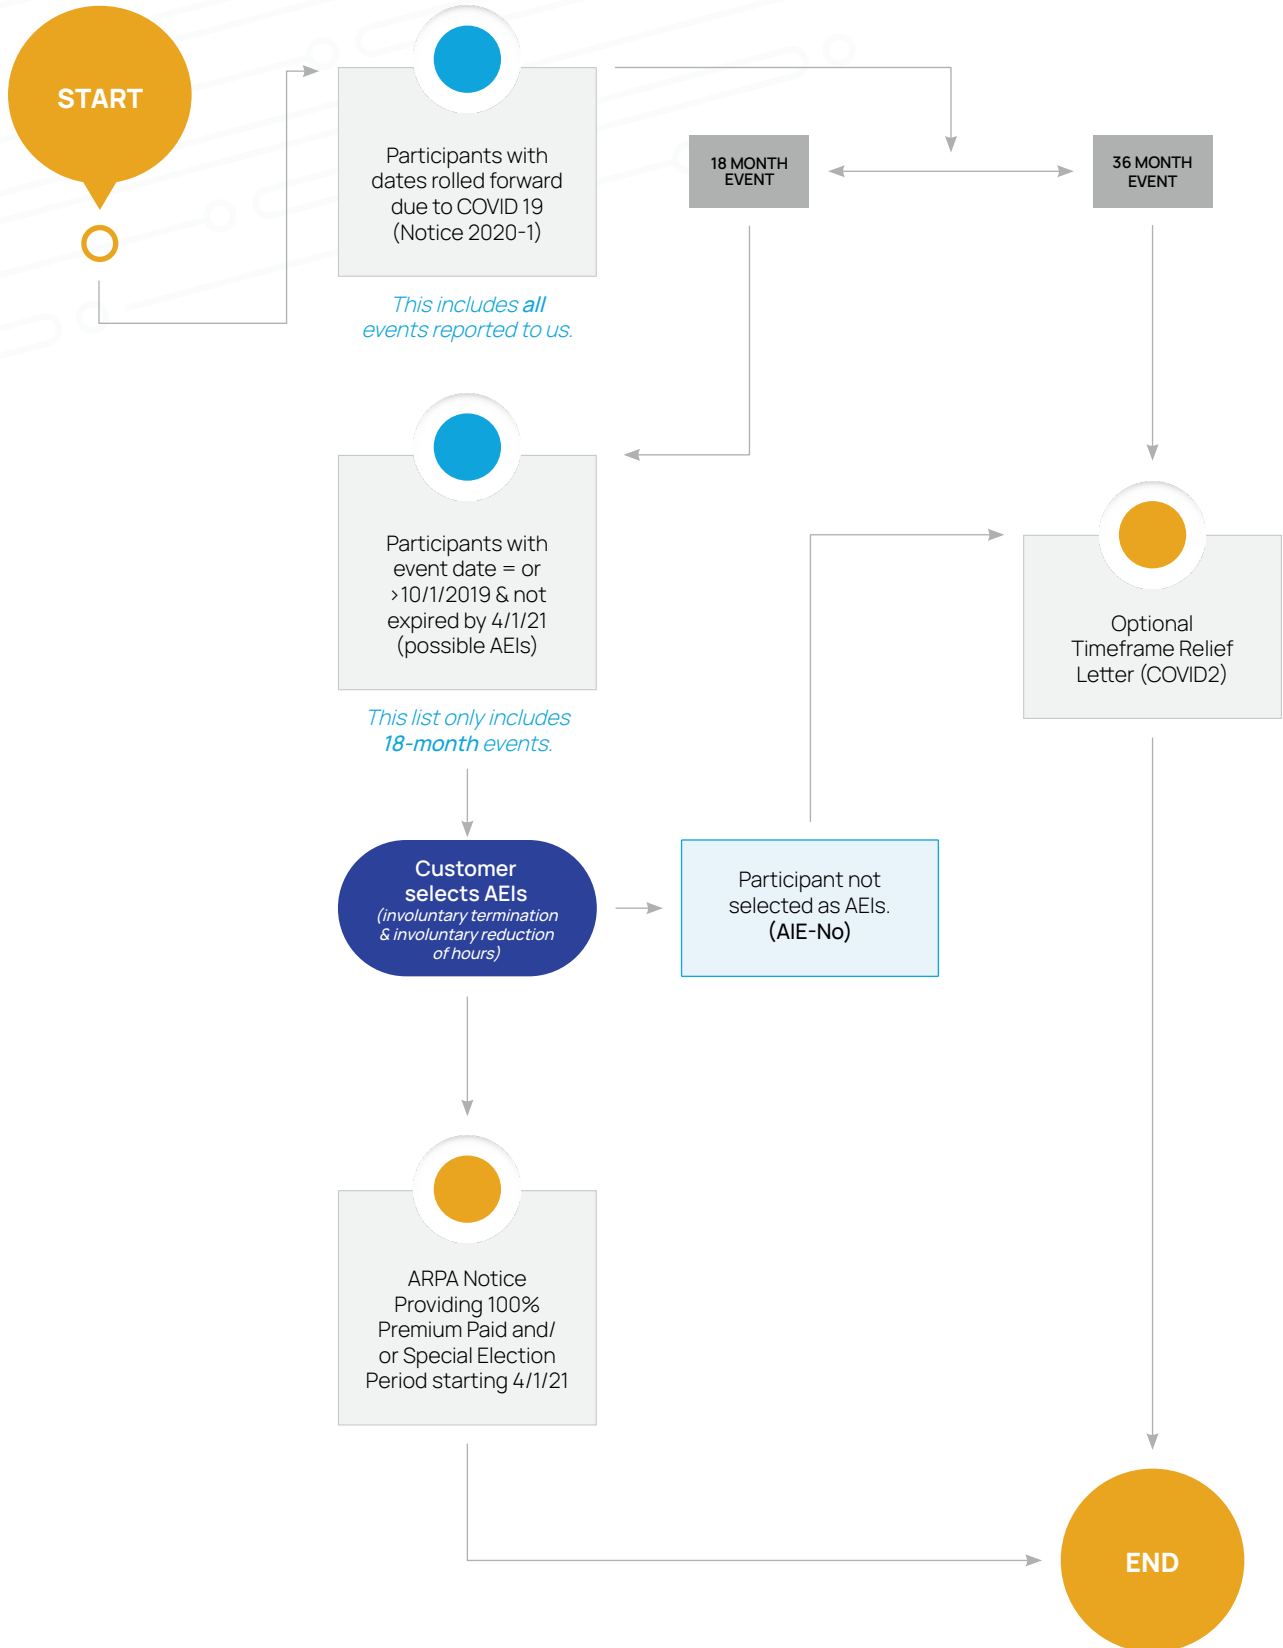 START
Participants with
dates rolled forward
due to COVID 19
(Notice 2020-1)
This includes all
events reported to us.
18 MONTH
EVENT
36 MONTH
EVENT
Participants with
event date = or
>10/1/2019 & not
expired by 4/1/21
(possible AEIs)
This list only includes
18-month events.
Optional
Timeframe Relief
Letter (COVID2)
Customer
selects AEIs
(involuntary termination
& involuntary reduction
of hours)
Participant not
selected as AEIs.
(AIE-No)
ARPA Notice
Providing 100%
Premium Paid and/
or Special Election
Period starting 4/1/21
END